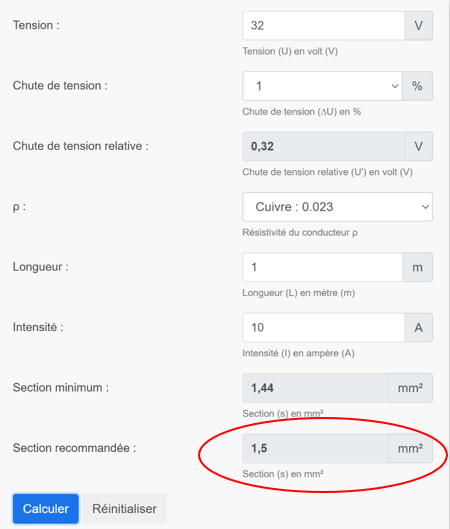 Tension :
32 V
Tension (U) en volt (V)
Chute de tension :
1 %
Chute de tension (∆U) en %
Chute de tension relative :
0,32 V
Chute de tension relative (U') en volt (V)
ρ :
Cuivre : 0.023
Résistivité du conducteur ρ
Longueur :
1 m
Longueur (L) en mètre (m)
Intensité :
10 A
Intensité (I) en ampère (A)
Section minimum :
1,44 mm²
Section (s) en mm²
Section recommandée :
1,5 mm²
Section (s) en mm²
Calculer Réinitialiser